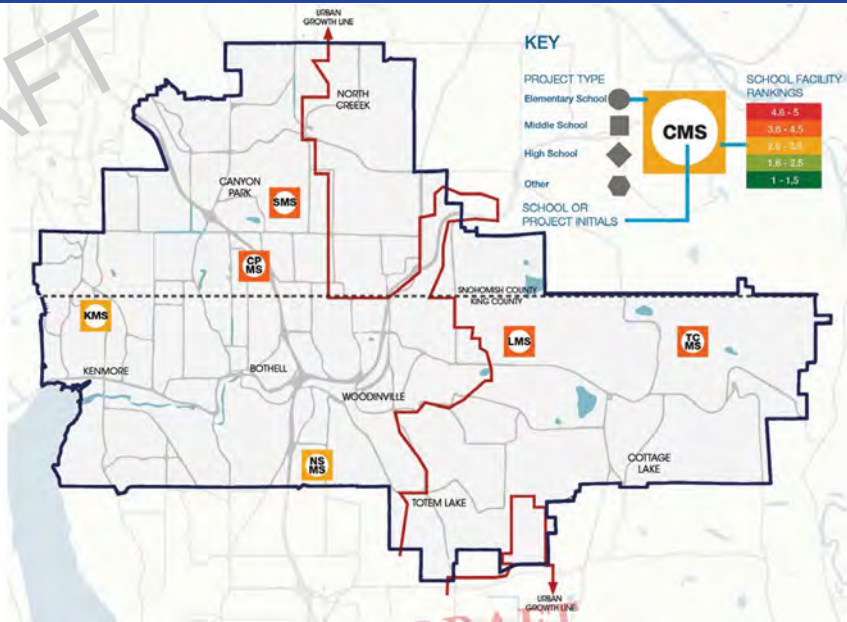 AFT
URBAN
GROWTH LINE
KEY
PROJECT TYPE
Elementary School
Middle School
High School
Other
SCHOOL OR
PROJECT INITIALS
CMS
SCHOOL FACILITY
RANKINGS
4.6 - 5
3.6 - 4.5
2.6 - 3.5
1.6 - 2.5
1 - 1.5
NORTH
CREEEK
CANYON
PARK
SMS
CP
MS
SNOHOMISH COUNTY
KING COUNTY
KMS
LMS
TC
MS
KENMORE
BOTHELL
WOODINVILLE
NS
MS
COTTAGE
LAKE
TOTEM LAKE
URBAN
GROWTH LINE
DRAFT